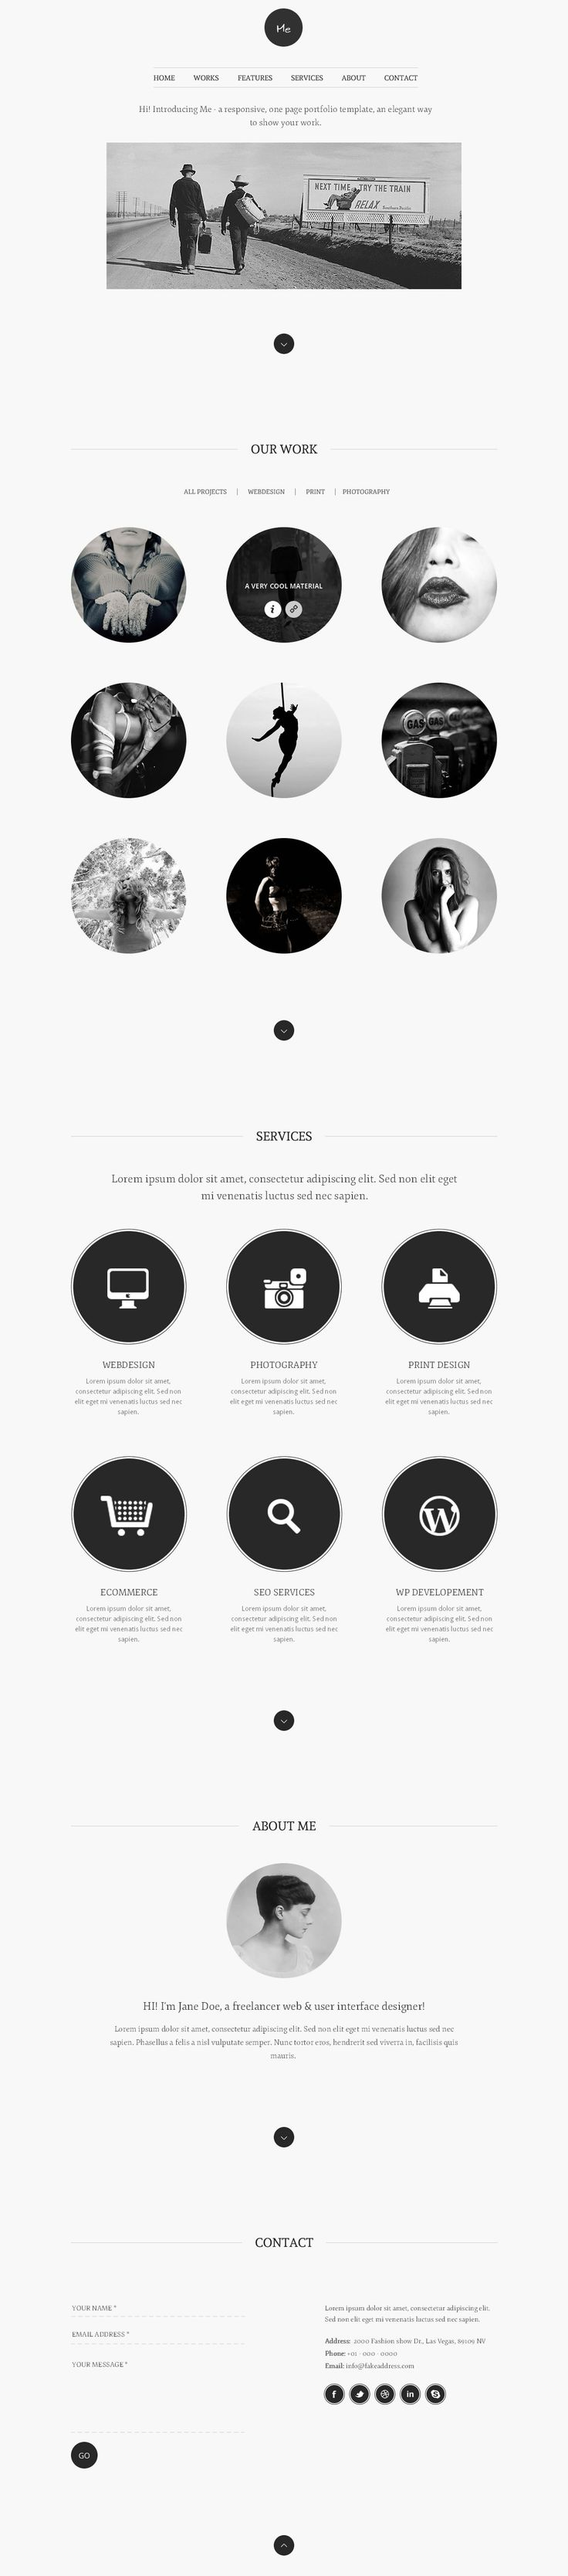 Me
HOME WORKS FEATURES SERVICES ABOUT CONTACT
Hi! Introducing Me - a responsive, one page portfolio template, an elegant way
to show your work.
NEXT TIME TRY THE TRAIN
RELAX
Southern Pacific
OUR WORK
ALL PROJECTS | WEBDESIGN | PRINT | PHOTOGRAPHY
A VERY COOL MATERIAL
GAS GAS
SERVICES
Lorem ipsum dolor sit amet, consectetur adipiscing elit. Sed non elit eget
mi venenatis luctus sed nec sapien.
WEBDESIGN
Lorem ipsum dolor sit amet,
consectetur adipiscing elit. Sed non
elit eget mi venenatis luctus sed nec
sapien.
PHOTOGRAPHY
Lorem ipsum dolor sit amet,
consectetur adipiscing elit. Sed non
elit eget mi venenatis luctus sed nec
sapien.
PRINT DESIGN
Lorem ipsum dolor sit amet,
consectetur adipiscing elit. Sed non
elit eget mi venenatis luctus sed nec
sapien.
ECOMMERCE
Lorem ipsum dolor sit amet,
consectetur adipiscing elit. Sed non
elit eget mi venenatis luctus sed nec
sapien.
SEO SERVICES
Lorem ipsum dolor sit amet,
consectetur adipiscing elit. Sed non
elit eget mi venenatis luctus sed nec
sapien.
WP DEVELOPEMENT
Lorem ipsum dolor sit amet,
consectetur adipiscing elit. Sed non
elit eget mi venenatis luctus sed nec
sapien.
ABOUT ME
HI! I'm Jane Doe, a freelancer web & user interface designer!
Lorem ipsum dolor sit amet, consectetur adipiscing elit. Sed non elit eget mi venenatis luctus sed nec
sapien. Phasellus a felis a nisl vulputate semper. Nunc tortor eros, hendrerit sed viverra in, facilisis quis
mauris.
CONTACT
YOUR NAME *
EMAIL ADDRESS *
YOUR MESSAGE *
GO
Lorem ipsum dolor sit amet, consectetur adipiscing elit.
Sed non elit eget mi venenatis luctus sed nec sapien.
Address: 2000 Fashion show Dr., Las Vegas, 89109 NV
Phone: +01 - 000 - 0000
Email: info@fakeaddress.com